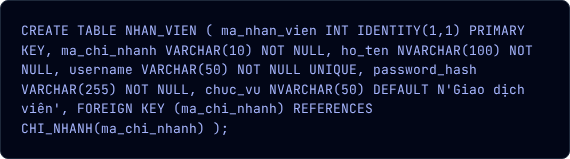 CREATE TABLE NHAN_VIEN ( ma_nhan_vien INT IDENTITY(1,1) PRIMARY
KEY, ma_chi_nhanh VARCHAR(10) NOT NULL, ho_ten NVARCHAR(100) NOT
NULL, username VARCHAR(50) NOT NULL UNIQUE, password_hash
VARCHAR(255) NOT NULL, chuc_vu NVARCHAR(50) DEFAULT N'Giao dịch
viên', FOREIGN KEY (ma_chi_nhanh) REFERENCES
CHI_NHANH(ma_chi_nhanh) );